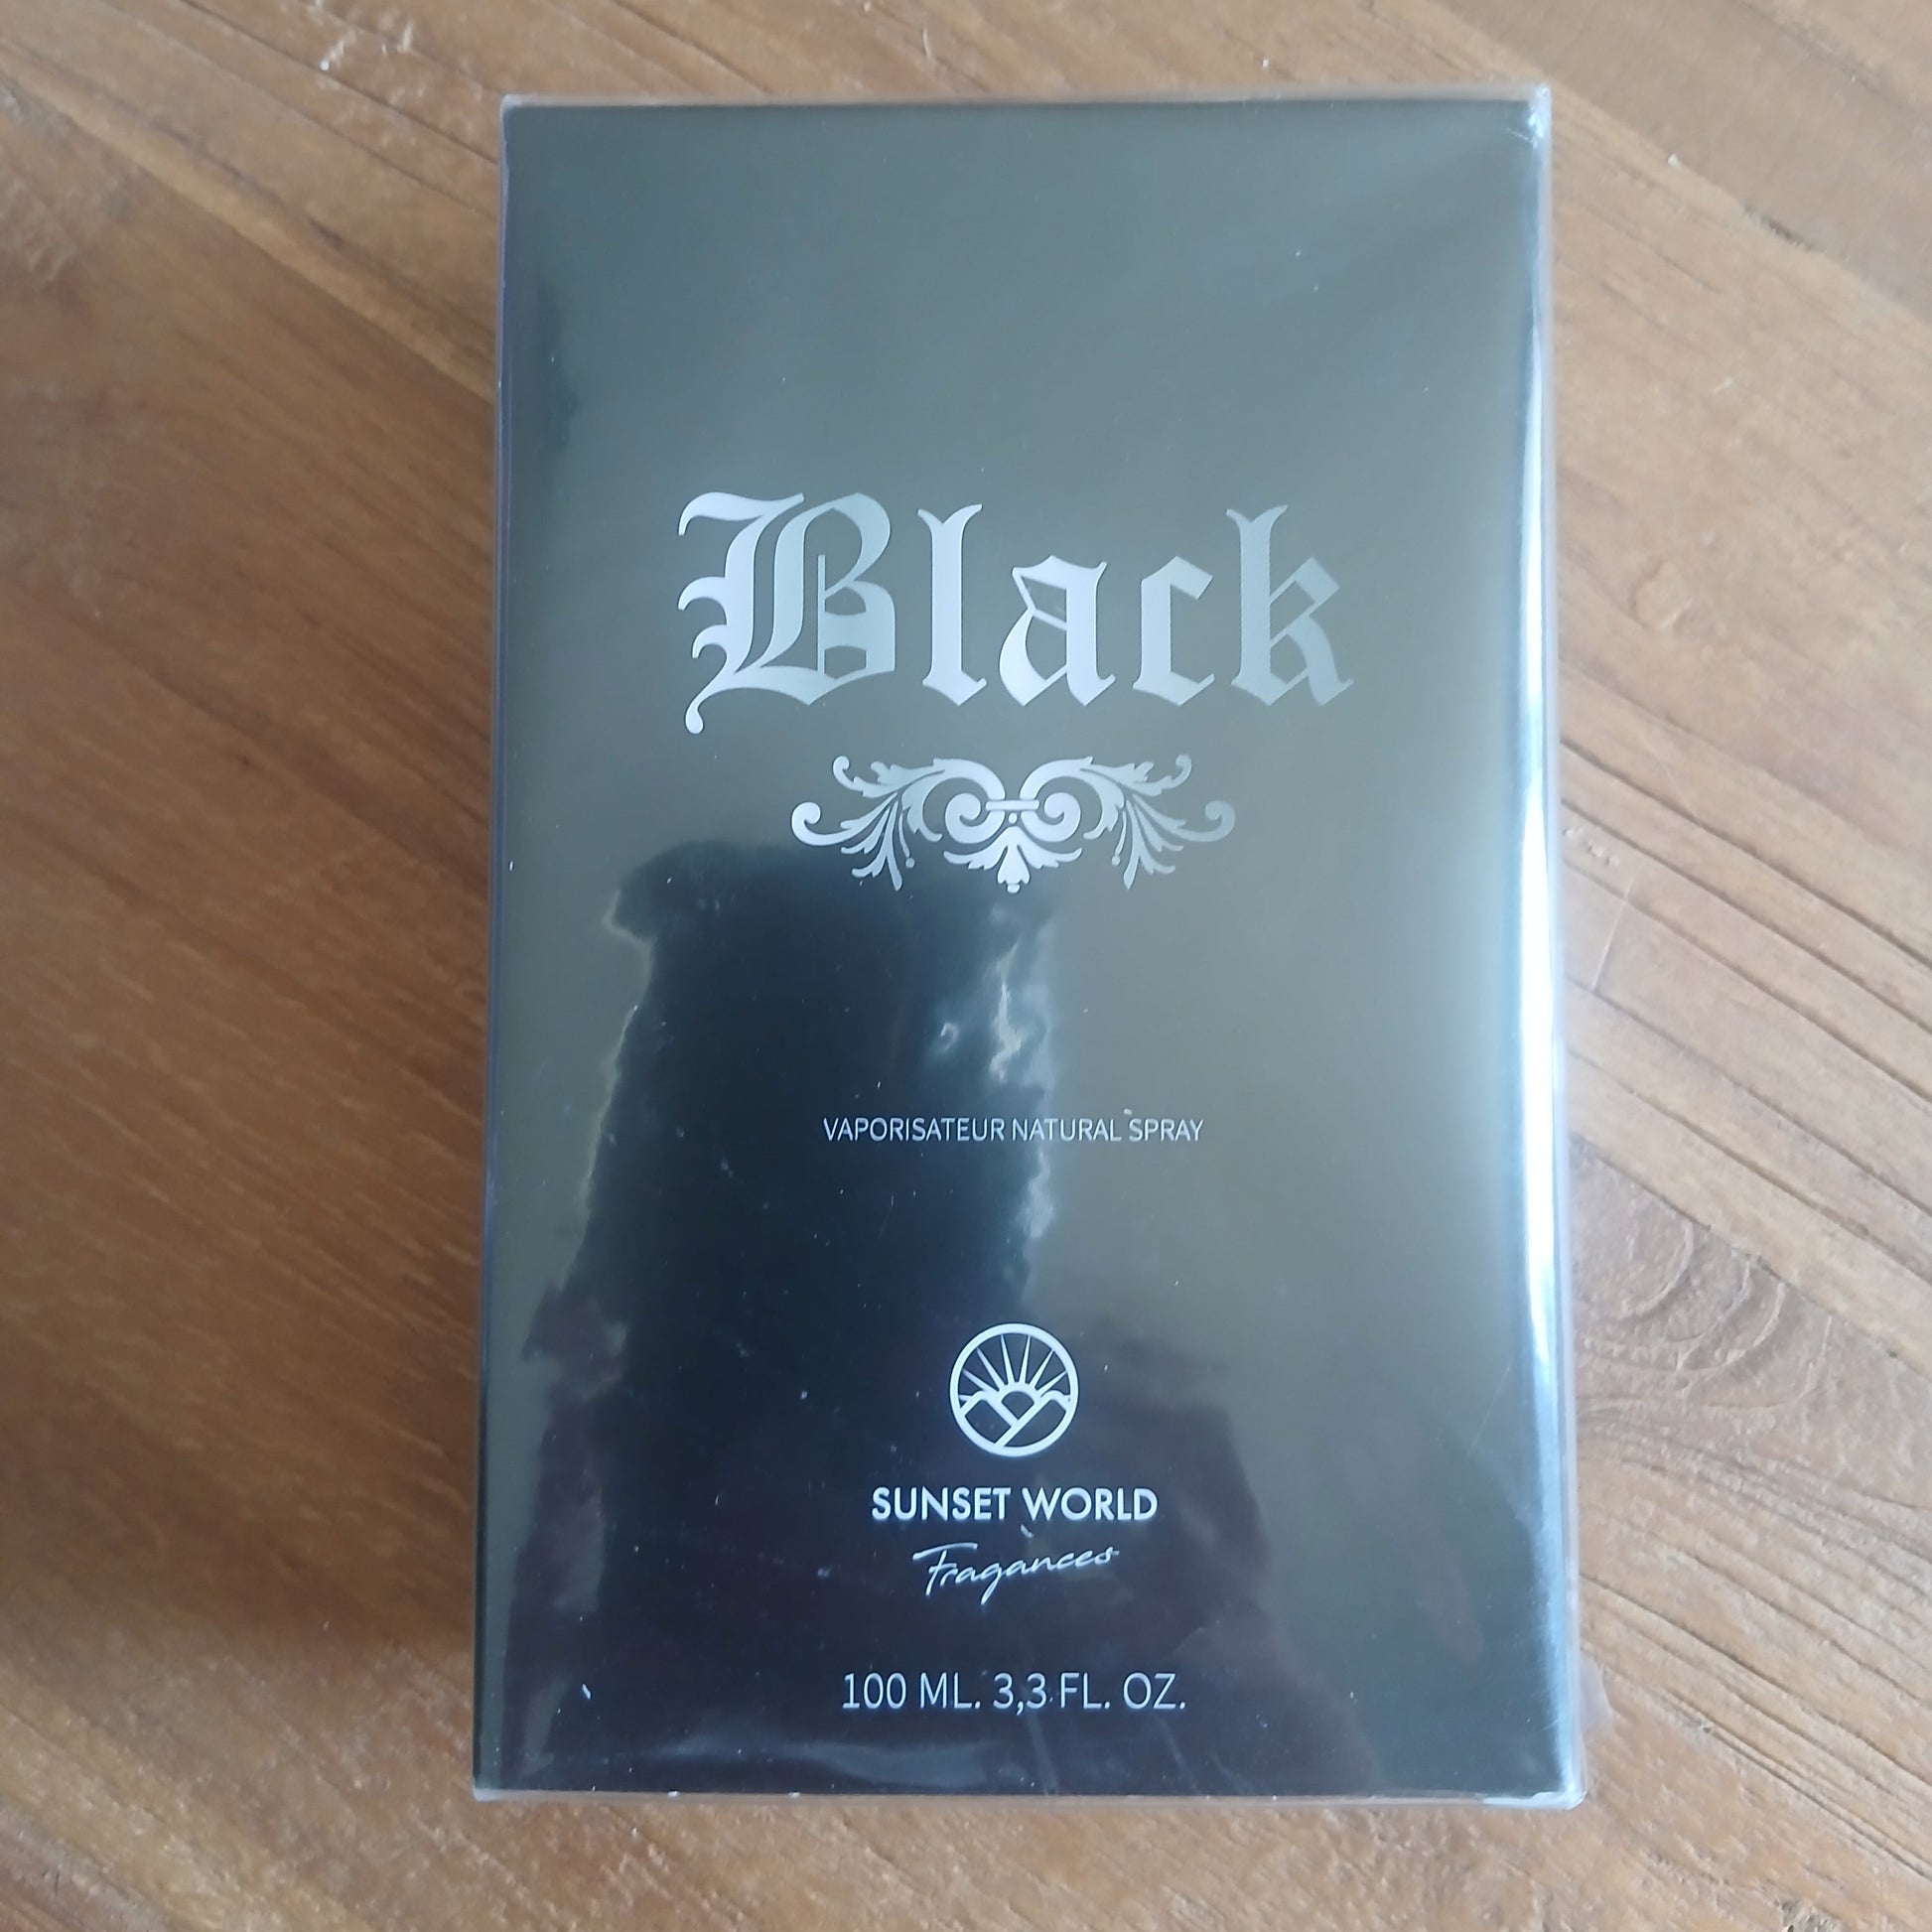 Black
VAPORISATEUR NATURAL SPRAY
SUNSET WORLD
Fragances
100 ML. 3,3 FL. OZ.